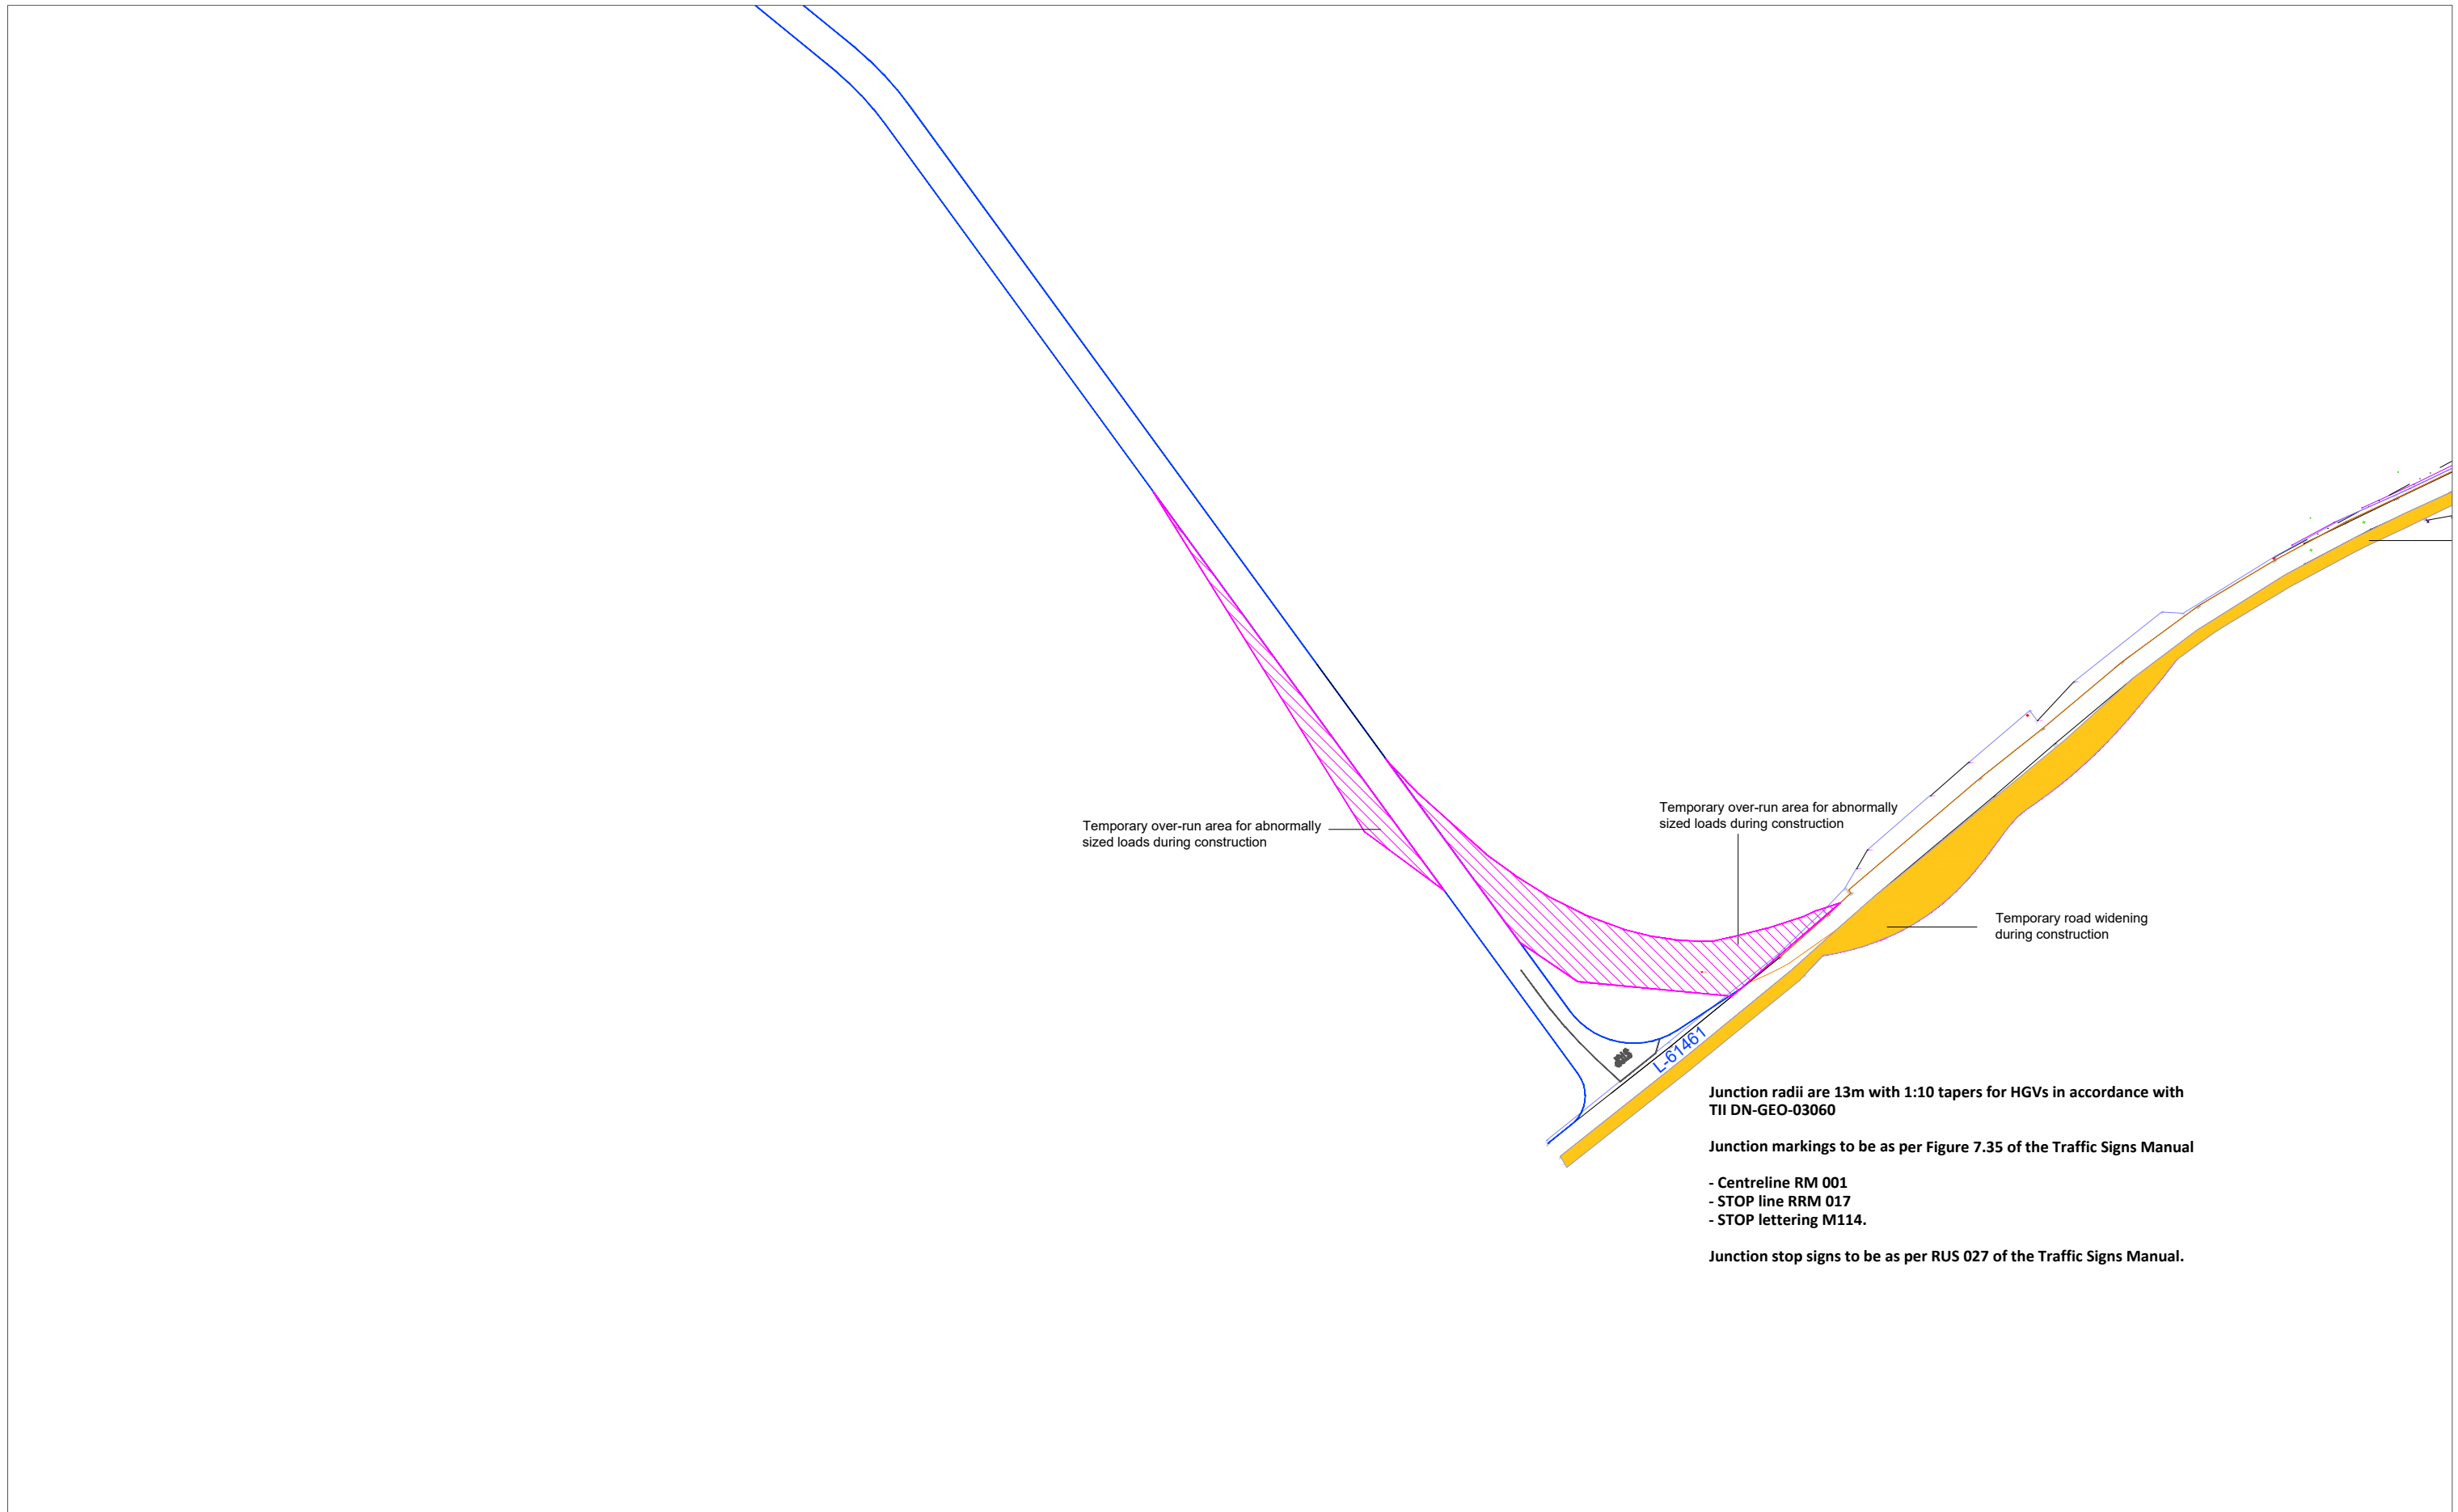 Temporary over-run area for abnormally
sized loads during construction
Temporary over-run area for abnormally
sized loads during construction
Temporary road widening
during construction
L-61461
Junction radii are 13m with 1:10 tapers for HGVs in accordance with
TII DN-GEO-03060
Junction markings to be as per Figure 7.35 of the Traffic Signs Manual
- Centreline RM 001
- STOP line RRM 017
- STOP lettering M114.
Junction stop signs to be as per RUS 027 of the Traffic Signs Manual.